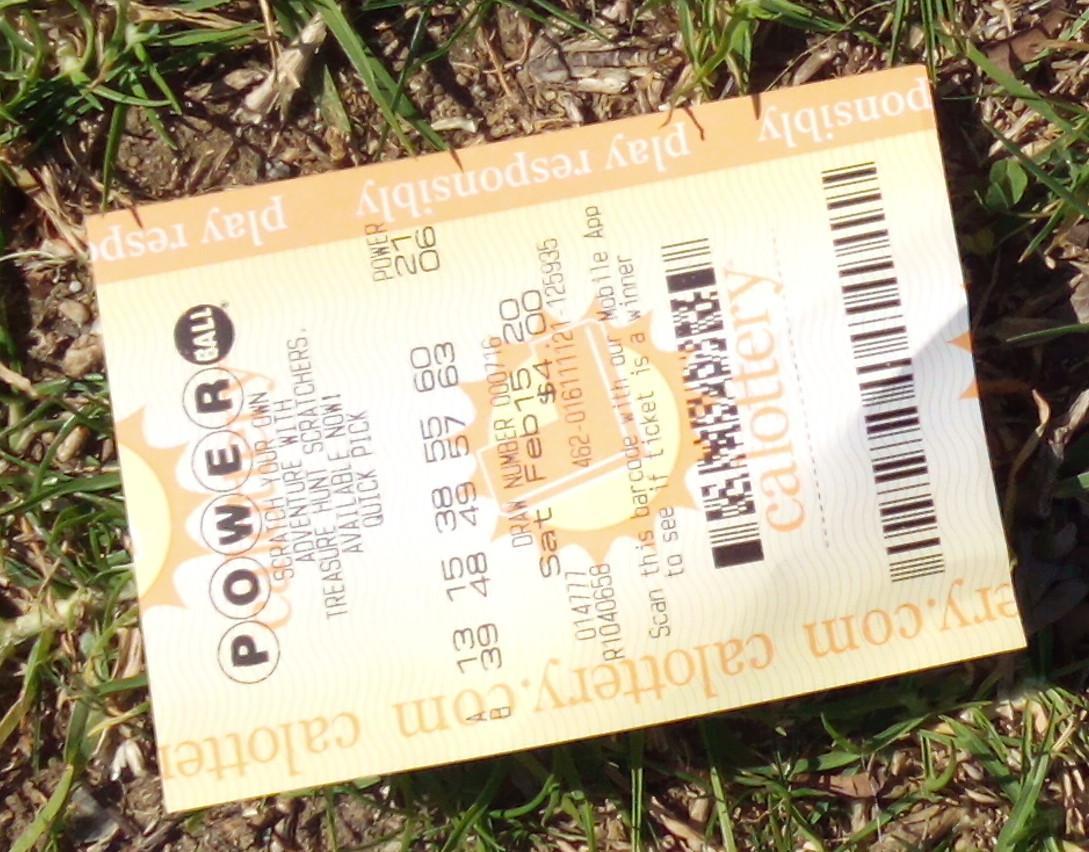 POWERBALL
SCRATCH YOUR OWN
ADVENTURE WITH
TREASURE HUNT SCRATCHERS.
AVAILABLE NOW!
QUICK PICK
POWER
A 13 15 38 55 60 21
B 39 48 49 57 63 06
DRAW NUMBER 000716
Sat Feb15 20
$4.00
014777 462-016111121-125935
R1040658
Scan this barcode with our Mobile App
to see if ticket is a winner
calottery
play responsibly
play responsibly
calottery.com
calottery.com